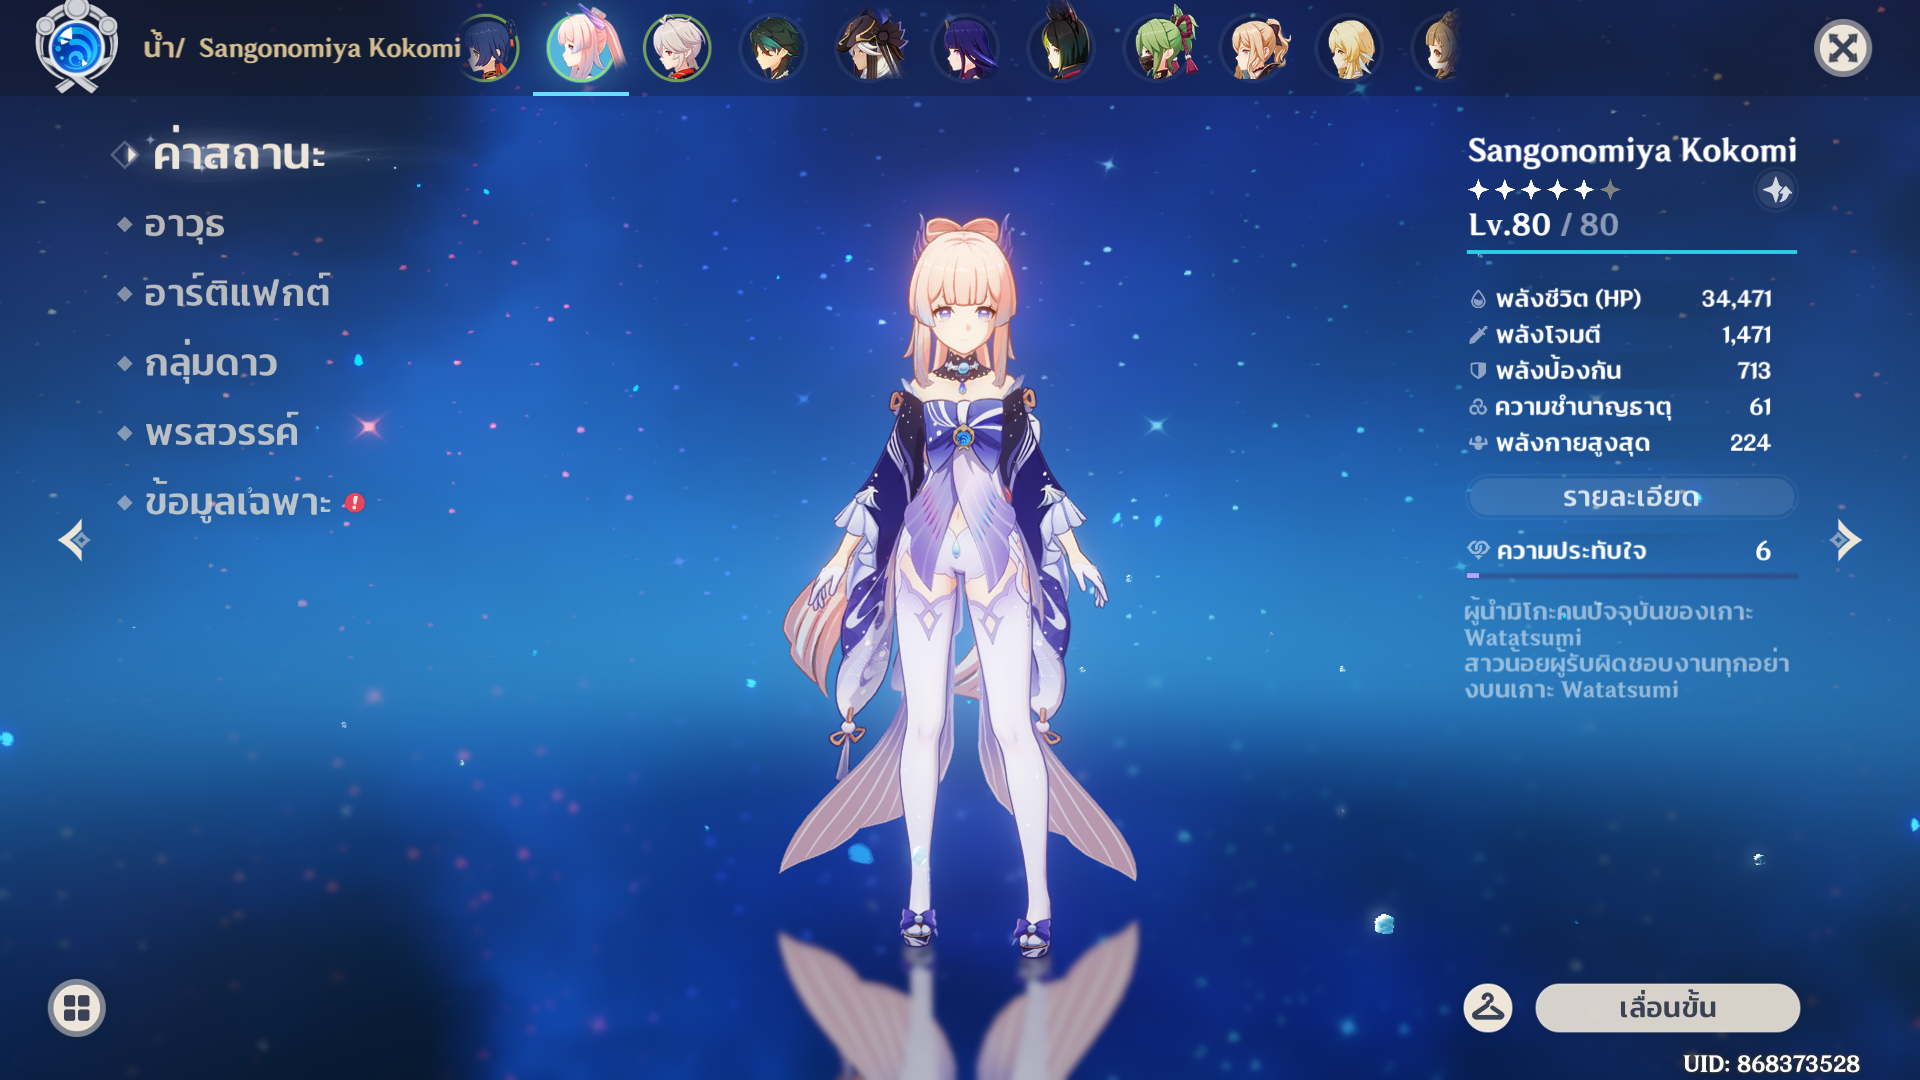 น้ำ/ Sangonomiya Kokomi
ค่าสถานะ
อาวุธ
อาร์ติแฟกต์
กลุ่มดาว
พรสวรรค์
ข้อมูลเฉพาะ
Sangonomiya Kokomi
Lv.80 / 80
พลังชีวิต (HP) 34,471
พลังโจมตี 1,471
พลังป้องกัน 713
ความชำนาญธาตุ 61
พลังกายสูงสุด 224
รายละเอียด
ความประทับใจ 6
ผู้นำมิโกะคนปัจจุบันของเกาะ
Watatsumi
สาวน้อยผู้รับผิดชอบงานทุกอย่า
งบนเกาะ Watatsumi
เลื่อนขั้น
UID: 868373528